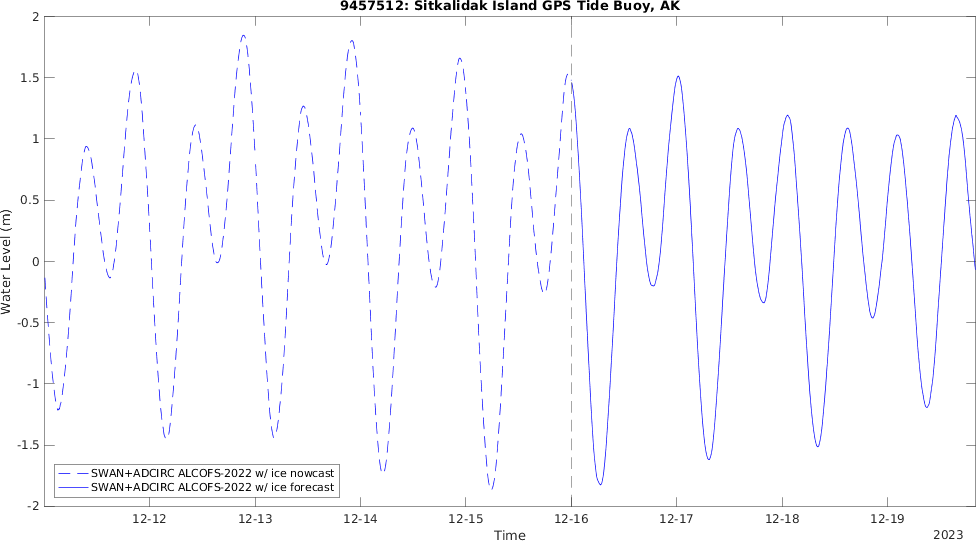 9457512: Sitkalidak Island GPS Tide Buoy, AK
2
1.5
1
0.5
0
-0.5
-1
-1.5
-2
Water Level (m)
SWAN+ADCIRC ALCOFS-2022 w/ ice nowcast
SWAN+ADCIRC ALCOFS-2022 w/ ice forecast
12-12 12-13 12-14 12-15 12-16 12-17 12-18 12-19
Time
2023